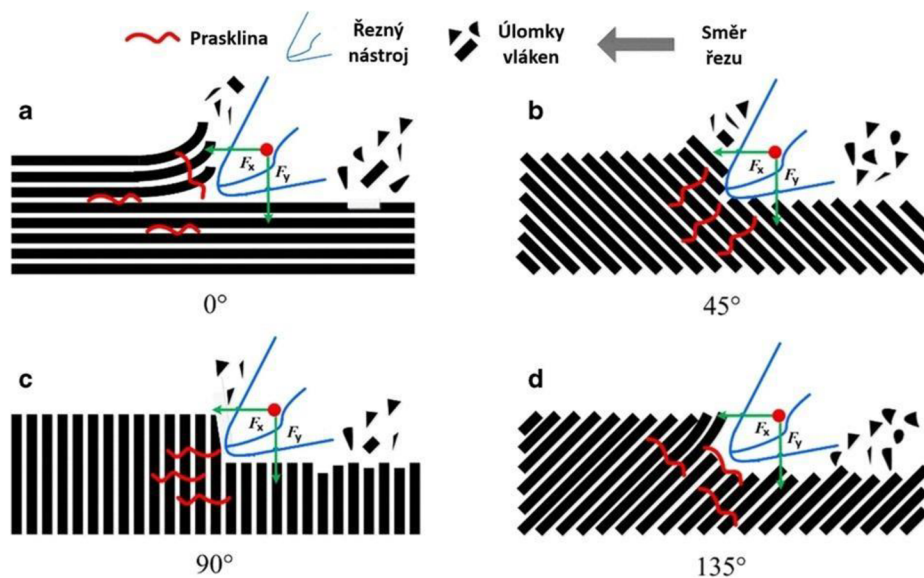 Prasklina
Řezný
nástroj
Úlomky
vláken
Směr
řezu
a
Fx
Fy
0°
b
Fx
Fy
45°
c
Fx
Fy
90°
d
Fx
Fy
135°